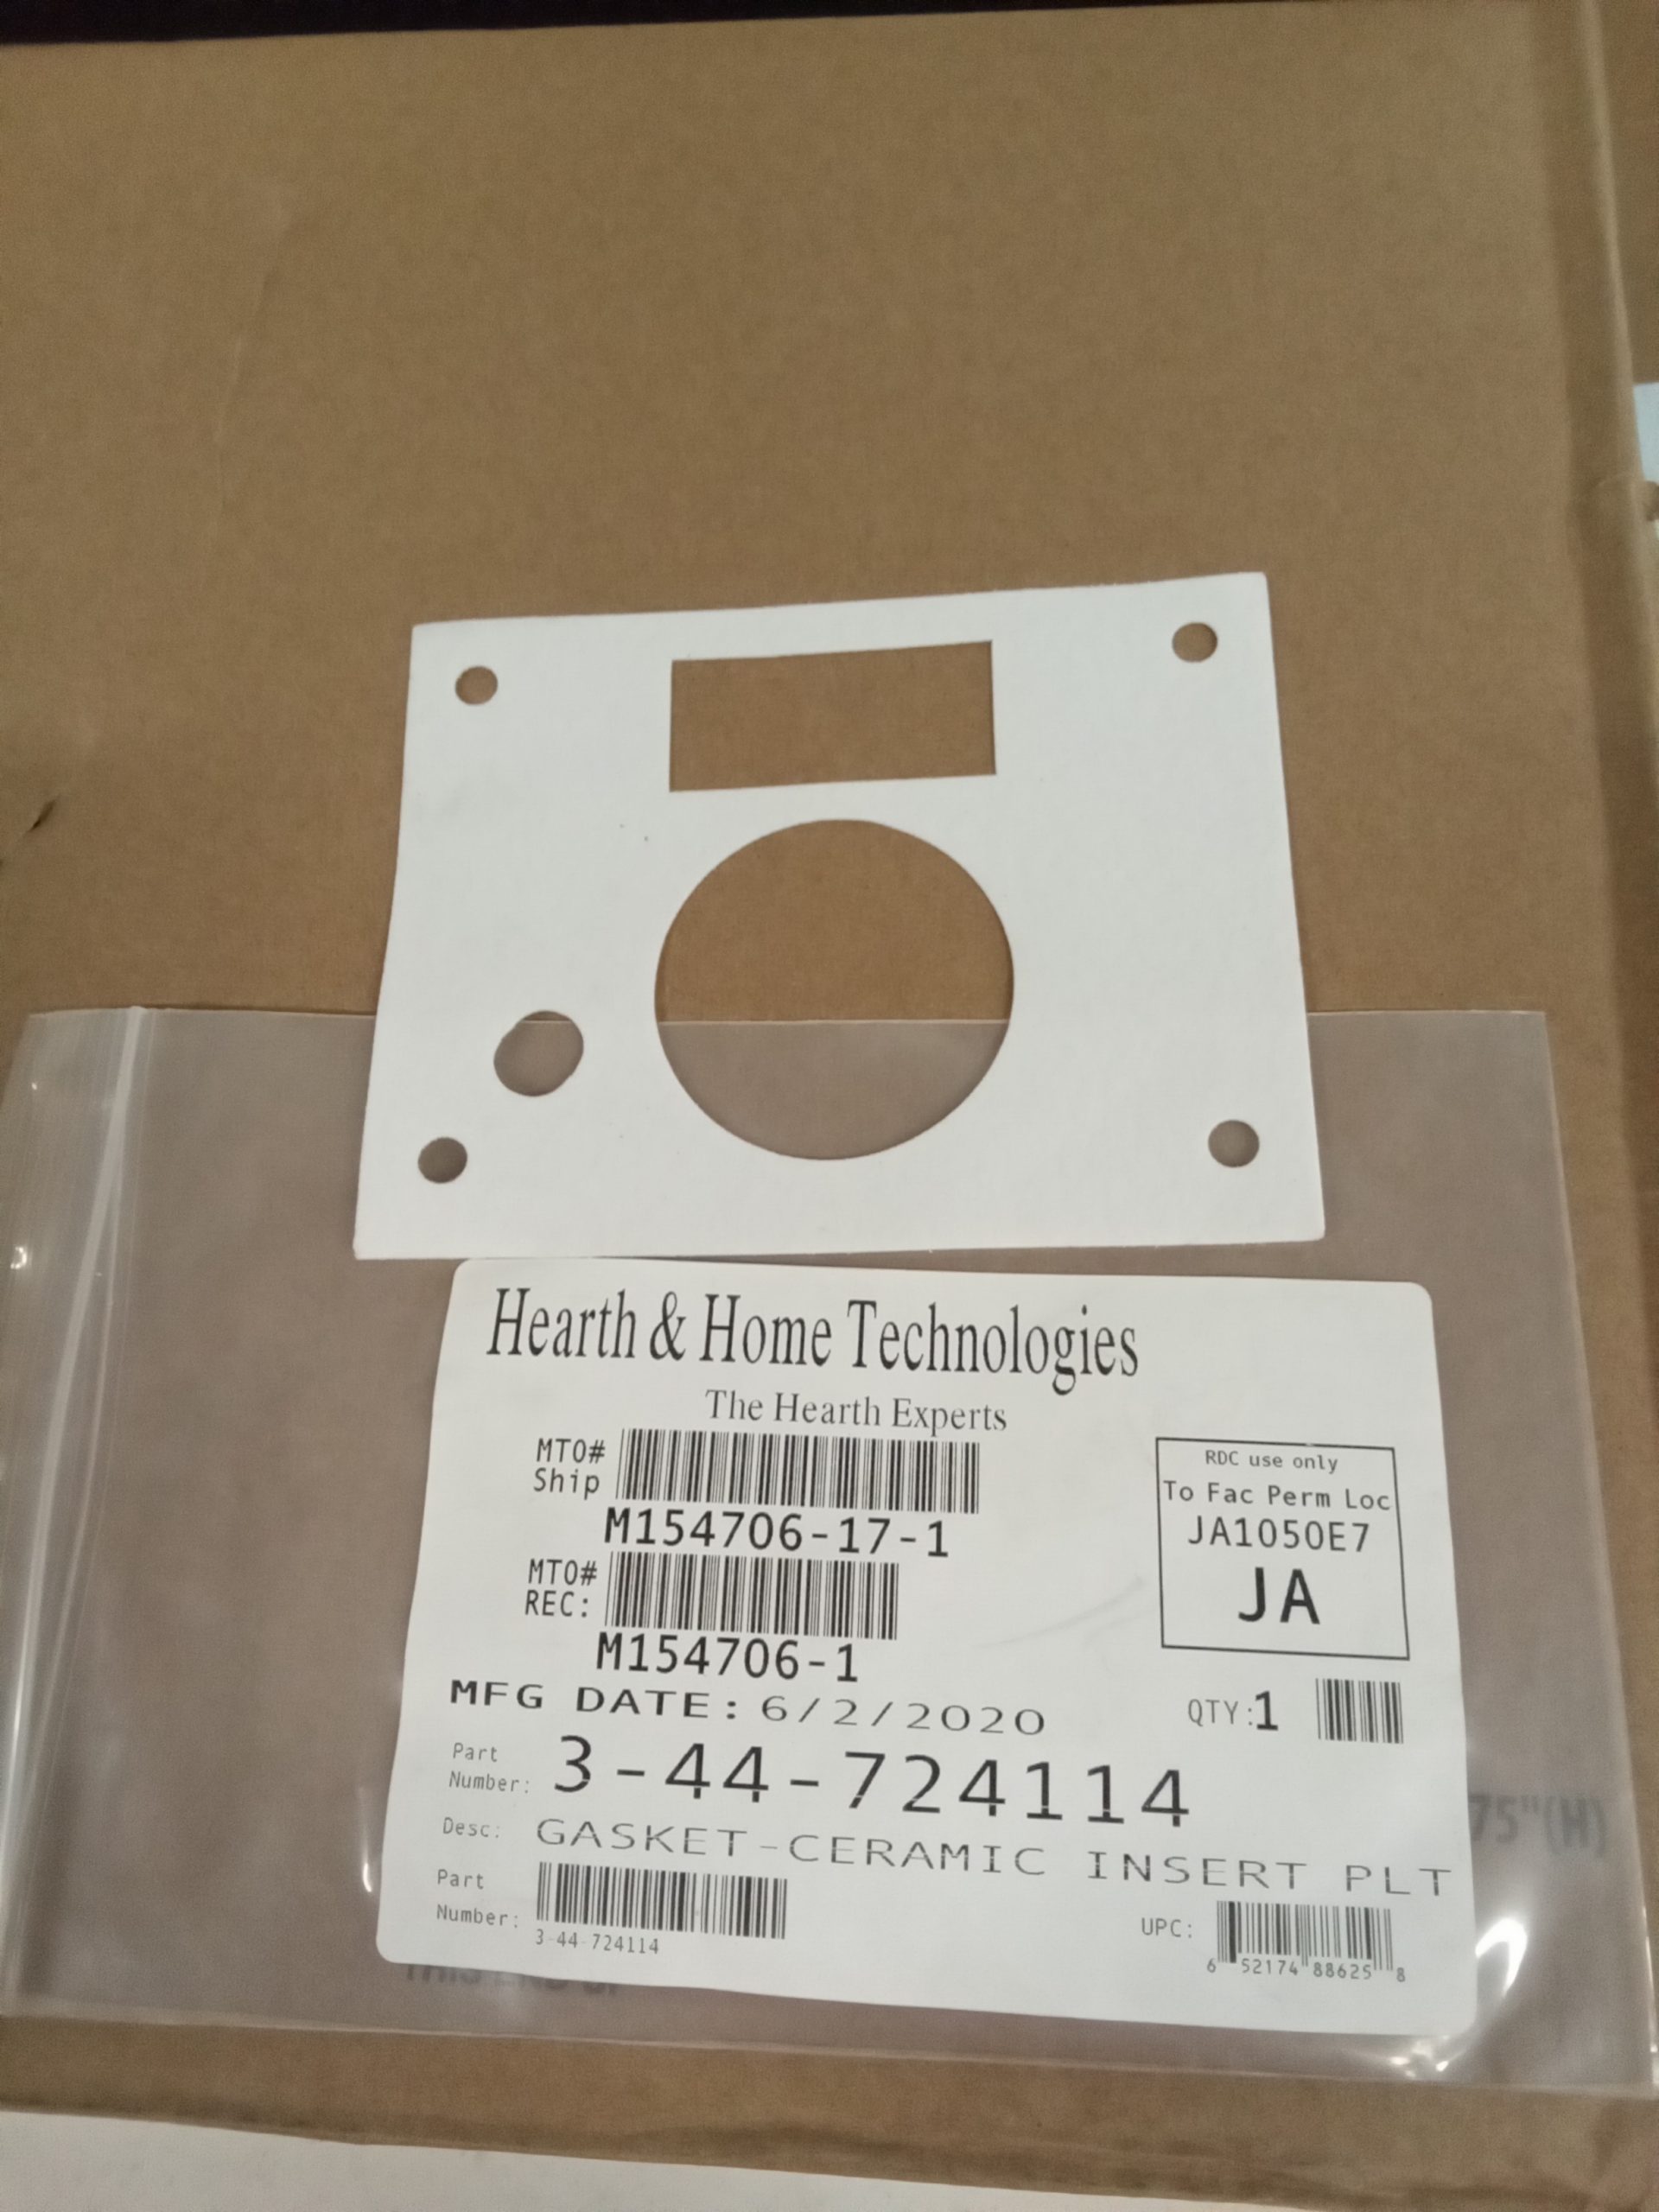 Hearth & Home Technologies
The Hearth Experts
MTO#
Ship
M154706-17-1
MTO#
REC:
M154706-1
RDC use only
To Fac Perm Loc
JA1050E7
JA
MFG DATE: 6/2/2020
QTY:1
Part
Number: 3-44-724114
Desc: GASKET-CERAMIC INSERT PLT
Part
Number:
3-44-724114
UPC:
6 52174 88625 8
75"(H)